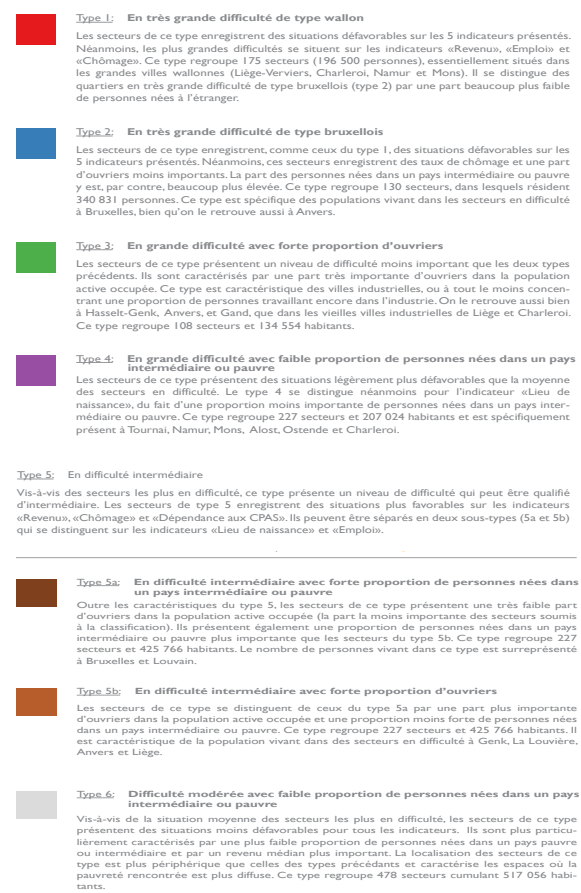 Type 1: En très grande difficulté de type wallon
Les secteurs de ce type enregistrent des situations défavorables sur les 5 indicateurs présentés.
Néanmoins, les plus grandes difficultés se situent sur les indicateurs «Revenu», «Emploi» et
«Chômage». Ce type regroupe 175 secteurs (196 500 personnes), essentiellement situés dans
les grandes villes wallonnes (Liège-Verviers, Charleroi, Namur et Mons). Il se distingue des
quartiers en très grande difficulté de type bruxellois (type 2) par une part beaucoup plus faible
de personnes nées à l'étranger.
Type 2: En très grande difficulté de type bruxellois
Les secteurs de ce type enregistrent, comme ceux du type 1, des situations défavorables sur les
5 indicateurs présentés. Néanmoins, ces secteurs enregistrent des taux de chômage et une part
d'ouvriers moins importants. La part des personnes nées dans un pays intermédiaire ou pauvre
y est, par contre, beaucoup plus élevée. Ce type regroupe 130 secteurs, dans lesquels résident
340 831 personnes. Ce type est spécifique des populations vivant dans les secteurs en difficulté
à Bruxelles, bien qu'on le retrouve aussi à Anvers.
Type 3: En grande difficulté avec forte proportion d'ouvriers
Les secteurs de ce type présentent un niveau de difficulté moins important que les deux types
précédents. Ils sont caractérisés par une part très importante d'ouvriers dans la population
active occupée. Ce type est caractéristique des villes industrielles, ou à tout le moins concen-
trant une proportion de personnes travaillant encore dans l'industrie. On le retrouve aussi bien
à Hasselt-Genk, Anvers, et Gand, que dans les vieilles villes industrielles de Liège et Charleroi.
Ce type regroupe 108 secteurs et 134 554 habitants.
Type 4: En grande difficulté avec faible proportion de personnes nées dans un pays
intermédiaire ou pauvre
Les secteurs de ce type présentent des situations légèrement plus défavorables que la moyenne
des secteurs en difficulté. Le type 4 se distingue néanmoins pour l'indicateur «Lieu de
naissance», du fait d'une proportion moins importante de personnes nées dans un pays inter-
médiaire ou pauvre. Ce type regroupe 227 secteurs et 207 024 habitants et est spécifiquement
présent à Tournai, Namur, Mons, Alost, Ostende et Charleroi.
Type 5: En difficulté intermédiaire
Vis-à-vis des secteurs les plus en difficulté, ce type présente un niveau de difficulté qui peut être qualifié
d'intermédiaire. Les secteurs de type 5 enregistrent des situations plus favorables sur les indicateurs
«Revenu», «Chômage» et «Dépendance aux CPAS». Ils peuvent être séparés en deux sous-types (5a et 5b)
qui se distinguent sur les indicateurs «Lieu de naissance» et «Emploi».
Type 5a: En difficulté intermédiaire avec forte proportion de personnes nées dans
un pays intermédiaire ou pauvre
Outre les caractéristiques du type 5, les secteurs de ce type présentent une très faible part
d'ouvriers dans la population active occupée (la part la moins importante des secteurs soumis
à la classification). Ils présentent également une proportion de personnes nées dans un pays
intermédiaire ou pauvre plus importante que les secteurs du type 5b. Ce type regroupe 227
secteurs et 425 766 habitants. Le nombre de personnes vivant dans ce type est surreprésenté
à Bruxelles et Louvain.
Type 5b: En difficulté intermédiaire avec forte proportion d'ouvriers
Les secteurs de ce type se distinguent de ceux du type 5a par une part plus importante
d'ouvriers dans la population active occupée et une proportion moins forte de personnes nées
dans un pays intermédiaire ou pauvre. Ce type regroupe 227 secteurs et 425 766 habitants. Il
est caractéristique de la population vivant dans des secteurs en difficulté à Genk, La Louvière,
Anvers et Liège.
Type 6: Difficulté modérée avec faible proportion de personnes nées dans un pays
intermédiaire ou pauvre
Vis-à-vis de la situation moyenne des secteurs les plus en difficulté, les secteurs de ce type
présentent des situations moins défavorables pour tous les indicateurs. Ils sont plus particu-
lièrement caractérisés par une plus faible proportion de personnes nées dans un pays pauvre
ou intermédiaire et par un revenu médian plus important. La localisation des secteurs de ce
type est plus périphérique que celles des types précédants et caractérise les espaces où la
pauvreté rencontrée est plus diffuse. Ce type regroupe 478 secteurs cumulant 517 056 habi-
tants.